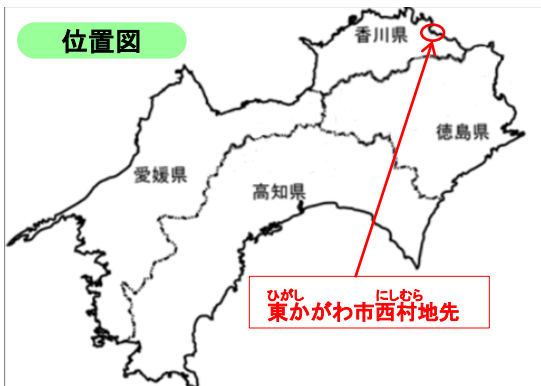 位置図
香川県
徳島県
愛媛県
高知県
ひがし にしむら
東かがわ市西村地先